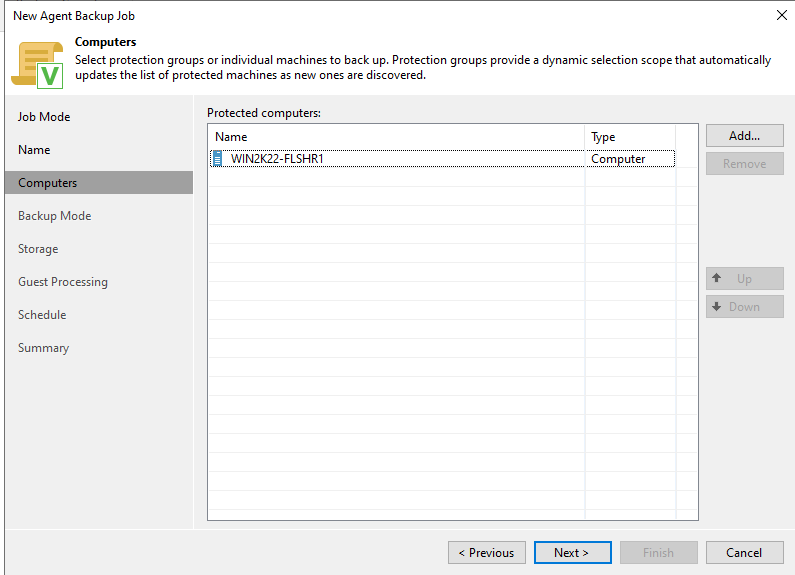 New Agent Backup Job
Computers
Select protection groups or individual machines to back up. Protection groups provide a dynamic selection scope that automatically
updates the list of protected machines as new ones are discovered.
V
Job Mode
Name
Computers
Backup Mode
Storage
Guest Processing
Schedule
Summary
Protected computers:
Name Type
WIN2K22-FLSHR1 Computer
Add...
Remove
Up
Down
< Previous Next > Finish Cancel